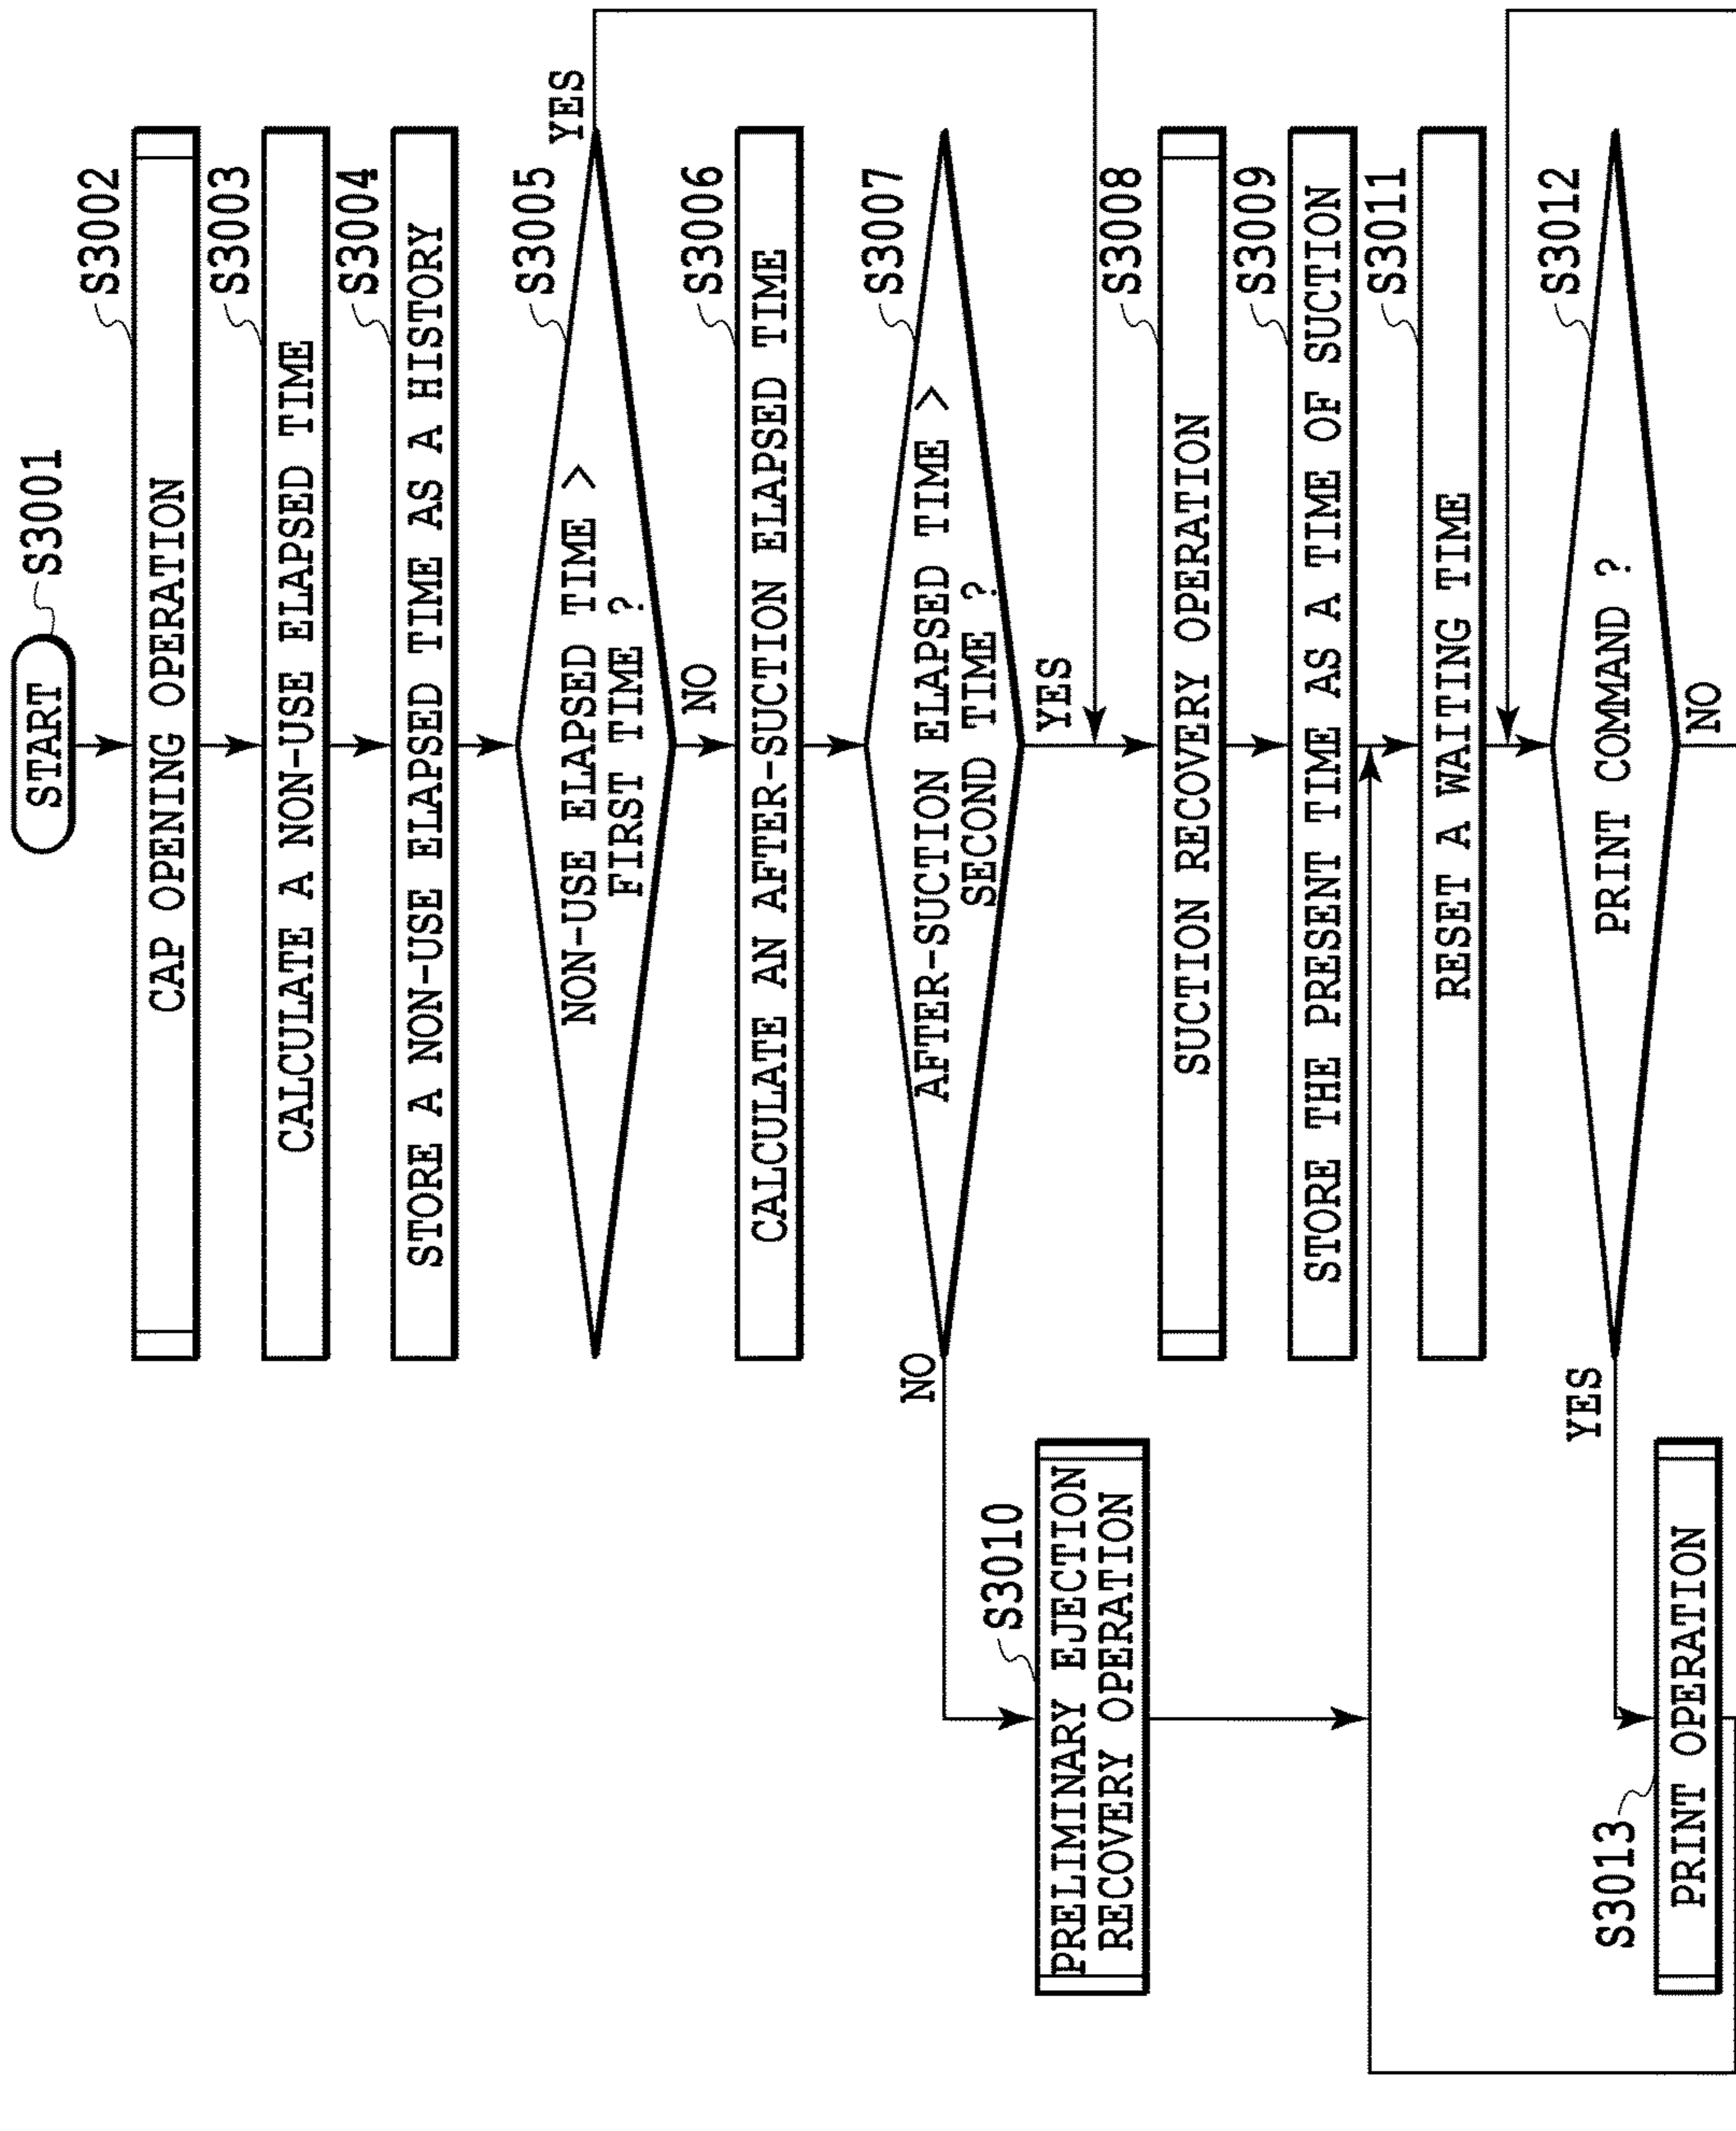 START
S3001
S3002
CAP OPENING OPERATION
S3003
CALCULATE A NON-USE ELAPSED TIME
S3004
STORE A NON-USE ELAPSED TIME AS A HISTORY
S3005
YES
NON-USE ELAPSED TIME >
FIRST TIME ?
NO
S3006
CALCULATE AN AFTER-SUCTION ELAPSED TIME
S3007
NO
AFTER-SUCTION ELAPSED TIME >
SECOND TIME ?
YES
S3010
PRELIMINARY EJECTION
RECOVERY OPERATION
S3008
SUCTION RECOVERY OPERATION
S3009
STORE THE PRESENT TIME AS A TIME OF SUCTION
S3011
RESET A WAITING TIME
S3012
YES
PRINT COMMAND ?
NO
S3013
PRINT OPERATION